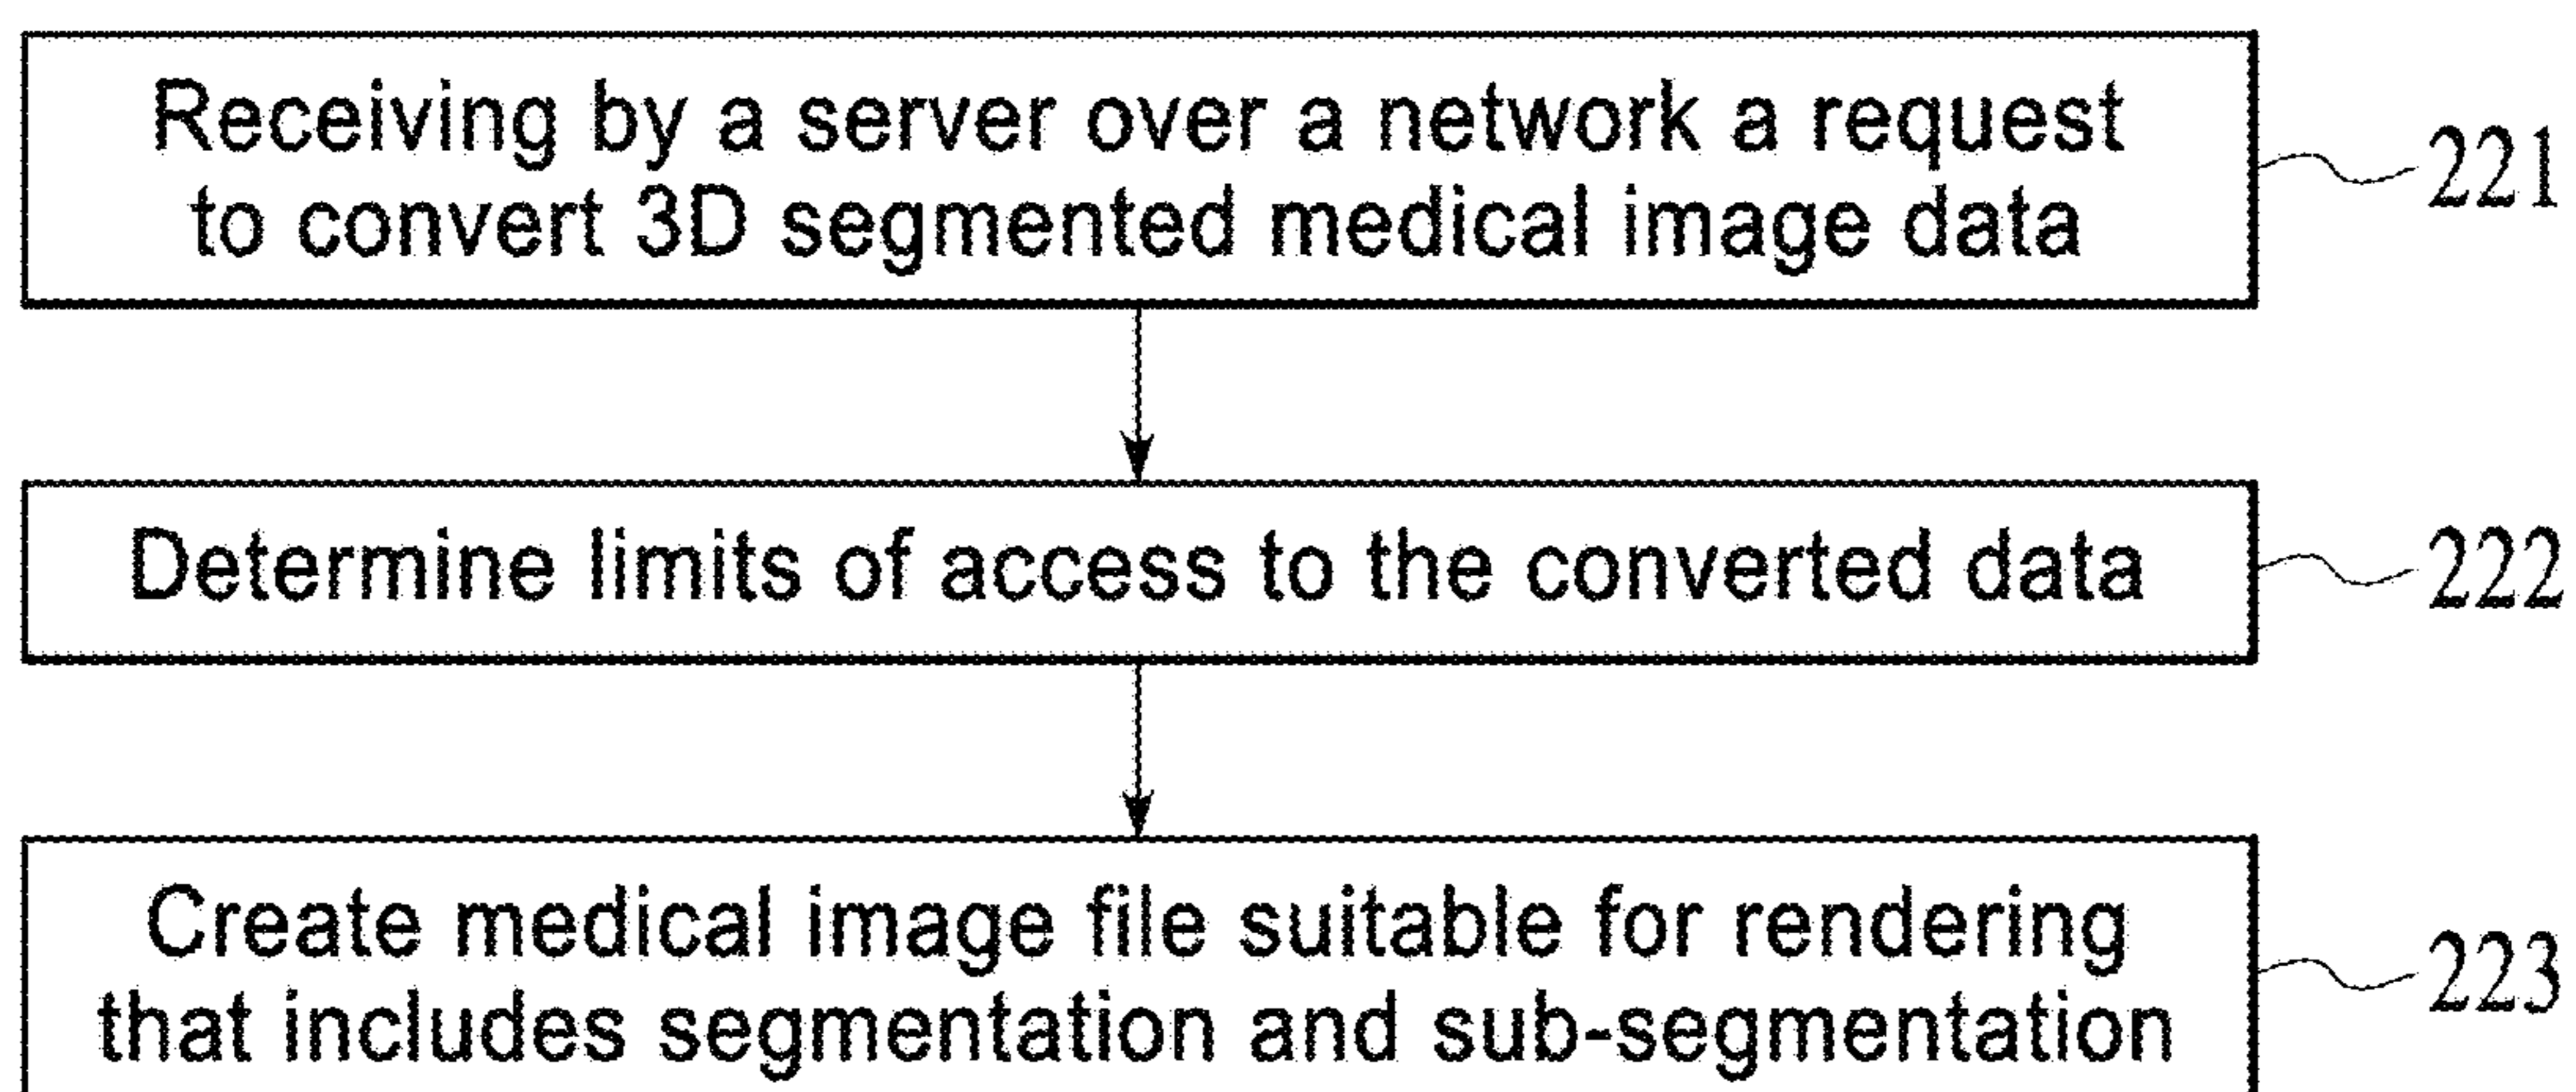 Receiving by a server over a network a request
to convert 3D segmented medical image data
221
Determine limits of access to the converted data
222
Create medical image file suitable for rendering
that includes segmentation and sub-segmentation
223